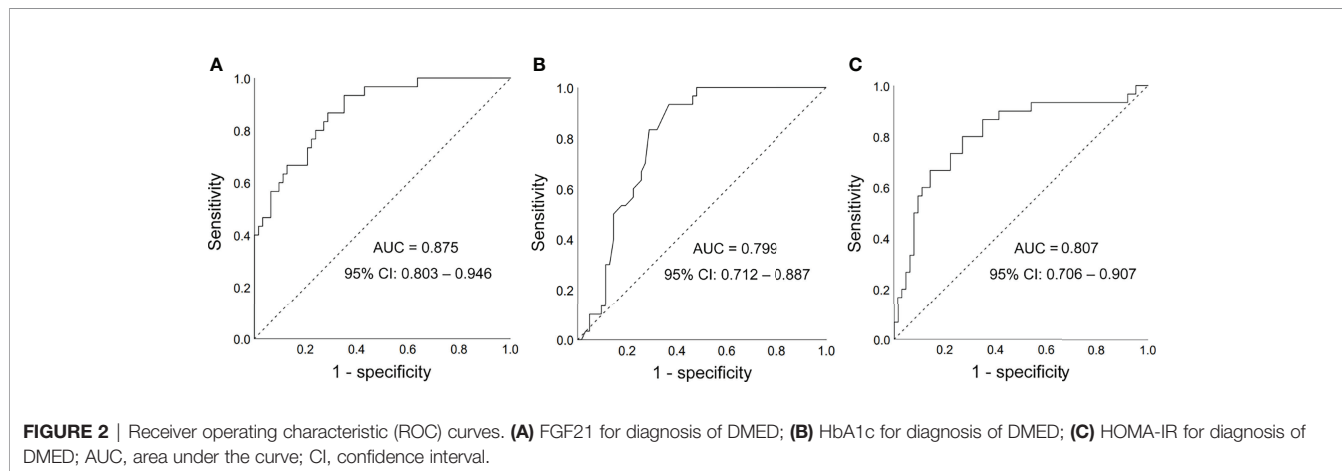 A
1.0
0.8
0.6
0.4
0.2
0.0
0.2 0.4 0.6 0.8 1.0
Sensitivity
1 - specificity
AUC = 0.875
95% CI: 0.803 – 0.946
B
1.0
0.8
0.6
0.4
0.2
0.0
0.2 0.4 0.6 0.8 1.0
Sensitivity
1 - specificity
AUC = 0.799
95% CI: 0.712 – 0.887
C
1.0
0.8
0.6
0.4
0.2
0.0
0.2 0.4 0.6 0.8 1.0
Sensitivity
1 - specificity
AUC = 0.807
95% CI: 0.706 – 0.907
FIGURE 2 | Receiver operating characteristic (ROC) curves. (A) FGF21 for diagnosis of DMED; (B) HbA1c for diagnosis of DMED; (C) HOMA-IR for diagnosis of
DMED; AUC, area under the curve; CI, confidence interval.